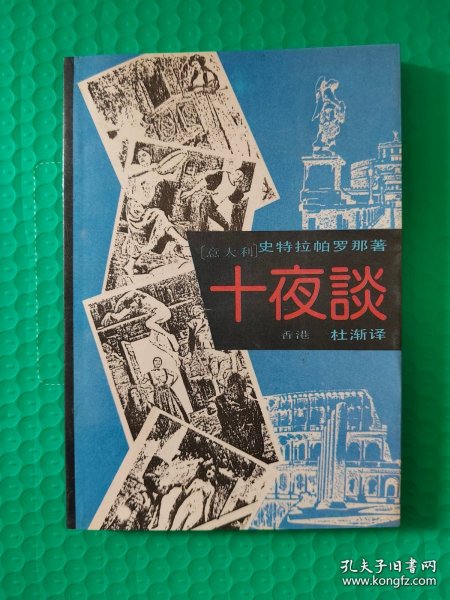 [意大利]史特拉帕罗那著
十夜談
香港 杜渐译
孔夫子旧书网
www.kongfz.com